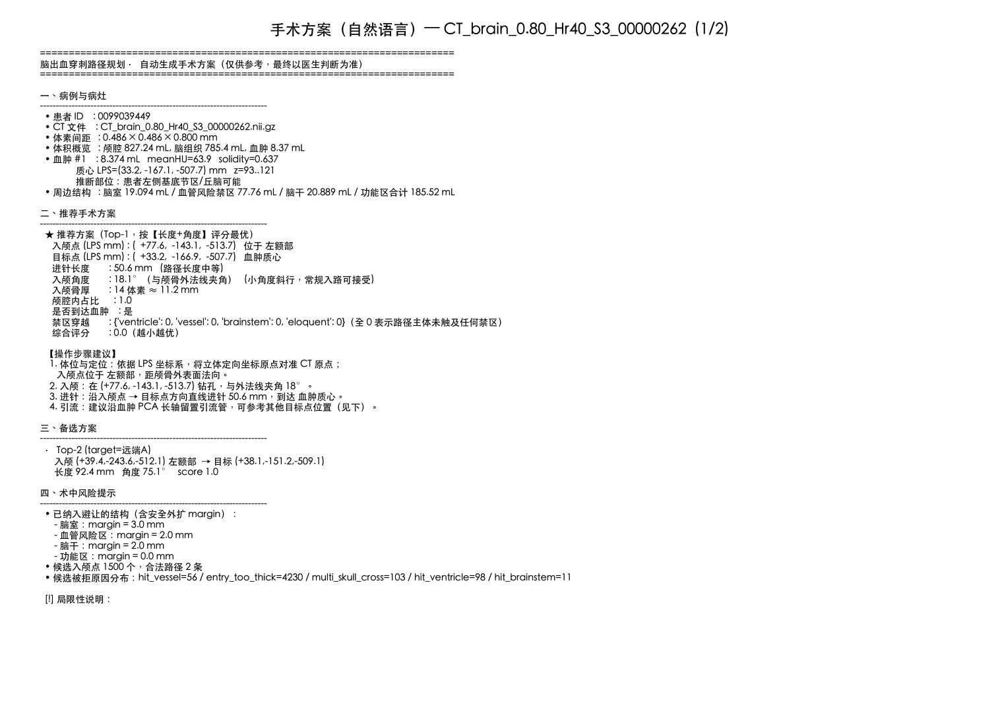 手术方案（自然语言）— CT_brain_0.80_Hr40_S3_00000262  (1/2)
========================================================================
脑出血穿刺路径规划 ·  自动生成手术方案（仅供参考，最终以医生判断为准）
========================================================================
一、病例与病灶
------------------------------------------------------------------------
• 患者 ID   : 0099039449
• CT 文件   : CT_brain_0.80_Hr40_S3_00000262.nii.gz
• 体素间距  : 0.486 × 0.486 × 0.800 mm
• 体积概览  : 颅腔 827.24 mL, 脑组织 785.4 mL, 血肿 8.37 mL
• 血肿 #1   : 8.374 mL   meanHU=63.9   solidity=0.637
质心 LPS=(33.2, -167.1, -507.7) mm   z=93..121
推断部位：患者左侧基底节区/丘脑可能
• 周边结构  : 脑室 19.094 mL / 血管风险禁区 77.76 mL / 脑干 20.889 mL / 功能区合计 185.52 mL
二、推荐手术方案
------------------------------------------------------------------------
★ 推荐方案（Top-1，按【长度+角度】评分最优）
入颅点 (LPS mm)：(  +77.6,  -143.1,  -513.7)   位于 左额部
目标点 (LPS mm)：(  +33.2,  -166.9,  -507.7)   血肿质心
进针长度      : 50.6 mm （路径长度中等）
入颅角度      : 18.1°  （与颅骨外法线夹角）  （小角度斜行，常规入路可接受）
入颅骨厚      : 14 体素 ≈ 11.2 mm
颅腔内占比    : 1.0
是否到达血肿  : 是
禁区穿越      : {'ventricle': 0, 'vessel': 0, 'brainstem': 0, 'eloquent': 0}（全 0 表示路径主体未触及任何禁区）
综合评分      : 0.0（越小越优）
【操作步骤建议】
1. 体位与定位：依据 LPS 坐标系，将立体定向坐标原点对准 CT 原点；
入颅点位于 左额部，距颅骨外表面法向。
2. 入颅：在 (+77.6, -143.1, -513.7) 钻孔，与外法线夹角 18°。
3. 进针：沿入颅点 → 目标点方向直线进针 50.6 mm，到达 血肿质心。
4. 引流：建议沿血肿 PCA 长轴留置引流管，可参考其他目标点位置（见下）。
三、备选方案
------------------------------------------------------------------------
·  Top-2 (target=远端A)
入颅 (+39.4,-243.6,-512.1) 左额部  → 目标 (+38.1,-151.2,-509.1)
长度 92.4 mm   角度 75.1°    score 1.0
四、术中风险提示
------------------------------------------------------------------------
• 已纳入避让的结构（含安全外扩 margin）：
- 脑室：margin = 3.0 mm
- 血管风险区：margin = 2.0 mm
- 脑干：margin = 2.0 mm
- 功能区：margin = 0.0 mm
• 候选入颅点 1500 个，合法路径 2 条
• 候选被拒原因分布：hit_vessel=56 / entry_too_thick=4230 / multi_skull_cross=103 / hit_ventricle=98 / hit_brainstem=11
[!] 局限性说明：